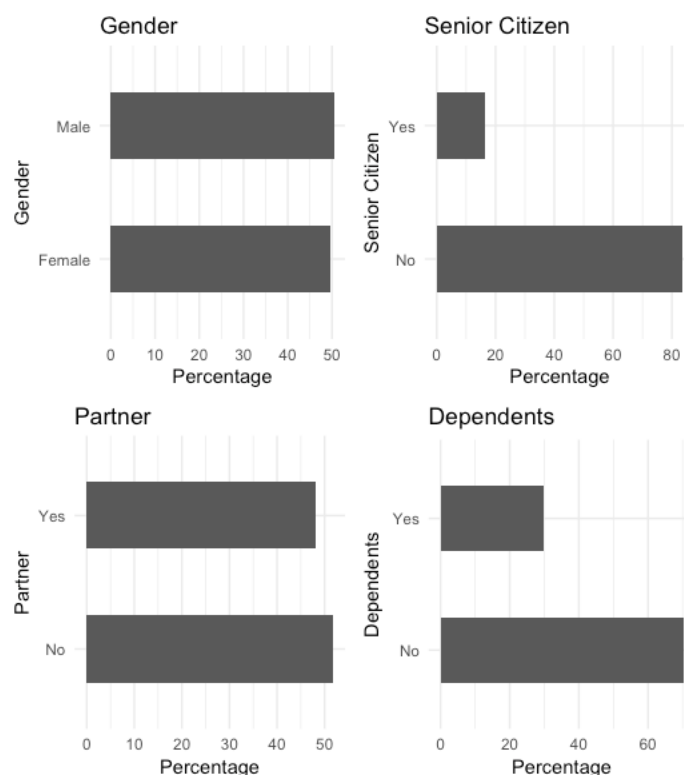 Gender
Gender
Male
Female
0 10 20 30 40 50
Percentage
Senior Citizen
Senior Citizen
Yes
No
0 20 40 60 80
Percentage
Partner
Partner
Yes
No
0 10 20 30 40 50
Percentage
Dependents
Dependents
Yes
No
0 20 40 60
Percentage